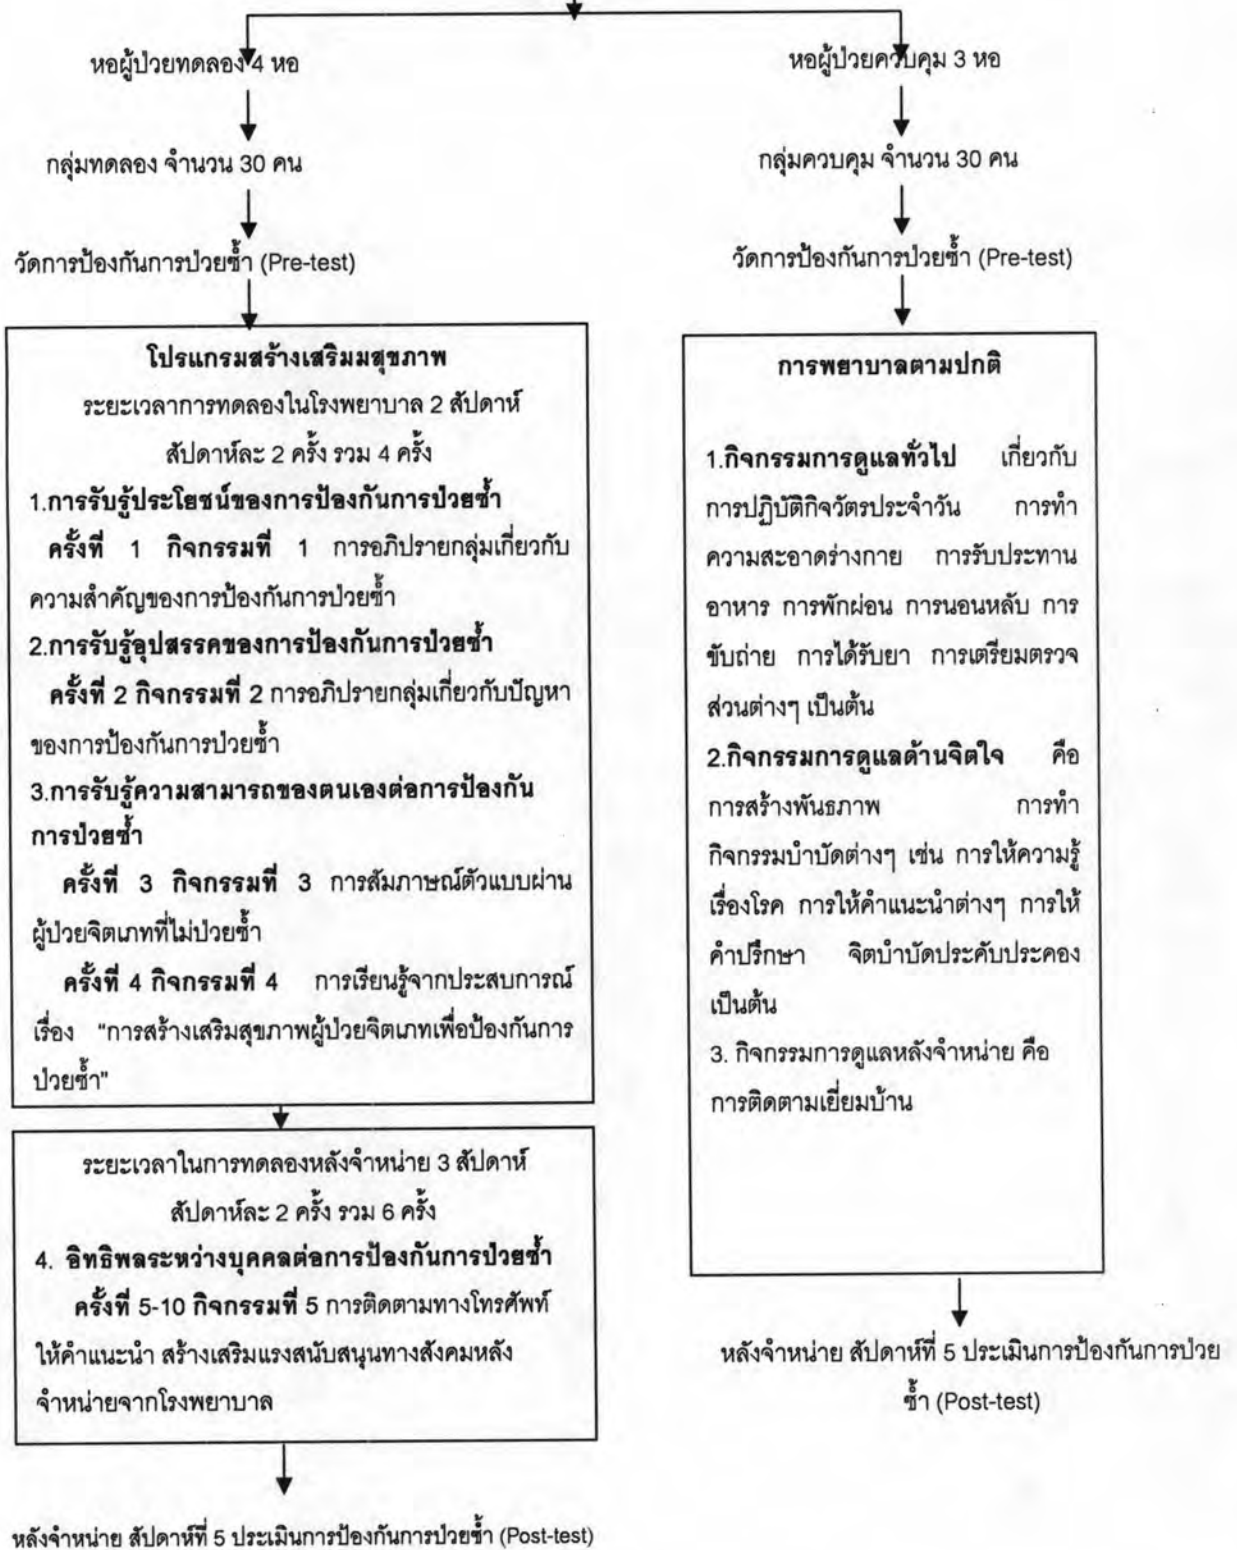 หอผู้ป่วยทดลอง 4 หอ
กลุ่มทดลอง จำนวน 30 คน
วัดการป้องกันการป่วยซ้ำ (Pre-test)
โปรแกรมสร้างเสริมมสุขภาพ
ระยะเวลาการทดลองในโรงพยาบาล 2 สัปดาห์
สัปดาห์ละ 2 ครั้ง รวม 4 ครั้ง
1.การรับรู้ประโยชน์ของการป้องกันการป่วยซ้ำ
ครั้งที่ 1 กิจกรรมที่ 1 การอภิปรายกลุ่มเกี่ยวกับ
ความสำคัญของการป้องกันการป่วยซ้ำ
2.การรับรู้อุปสรรคของการป้องกันการป่วยซ้ำ
ครั้งที่ 2 กิจกรรมที่ 2 การอภิปรายกลุ่มเกี่ยวกับปัญหา
ของการป้องกันการป่วยซ้ำ
3.การรับรู้ความสามารถของตนเองต่อการป้องกัน
การป่วยซ้ำ
ครั้งที่ 3 กิจกรรมที่ 3 การสัมภาษณ์ตัวแบบผ่าน
ผู้ป่วยจิตเภทที่ไม่ป่วยซ้ำ
ครั้งที่ 4 กิจกรรมที่ 4 การเรียนรู้จากประสบการณ์
เรื่อง "การสร้างเสริมสุขภาพผู้ป่วยจิตเภทเพื่อป้องกันการ
ป่วยซ้ำ"
ระยะเวลาในการทดลองหลังจำหน่าย 3 สัปดาห์
สัปดาห์ละ 2 ครั้ง รวม 6 ครั้ง
4. อิทธิพลระหว่างบุคคลต่อการป้องกันการป่วยซ้ำ
ครั้งที่ 5-10 กิจกรรมที่ 5 การติดตามทางโทรศัพท์
ให้คำแนะนำ สร้างเสริมแรงสนับสนุนทางสังคมหลัง
จำหน่ายจากโรงพยาบาล
หลังจำหน่าย สัปดาห์ที่ 5 ประเมินการป้องกันการป่วยซ้ำ (Post-test)
หอผู้ป่วยควบคุม 3 หอ
กลุ่มควบคุม จำนวน 30 คน
วัดการป้องกันการป่วยซ้ำ (Pre-test)
การพยาบาลตามปกติ
1.กิจกรรมการดูแลทั่วไป เกี่ยวกับ
การปฏิบัติกิจวัตรประจำวัน การทำ
ความสะอาดร่างกาย การรับประทาน
อาหาร การพักผ่อน การนอนหลับ การ
ขับถ่าย การได้รับยา การเตรียมตรวจ
ส่วนต่างๆ เป็นต้น
2.กิจกรรมการดูแลด้านจิตใจ คือ
การสร้างพันธภาพ การทำ
กิจกรรมบำบัดต่างๆ เช่น การให้ความรู้
เรื่องโรค การให้คำแนะนำต่างๆ การให้
คำปรึกษา จิตบำบัดประคับประคอง
เป็นต้น
3. กิจกรรมการดูแลหลังจำหน่าย คือ
การติดตามเยี่ยมบ้าน
หลังจำหน่าย สัปดาห์ที่ 5 ประเมินการป้องกันการป่วย
ซ้ำ (Post-test)